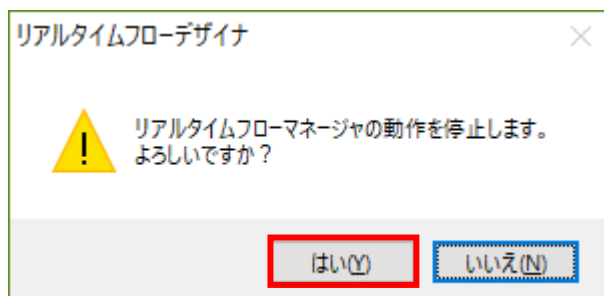 リアルタイムフローデザイナ
リアルタイムフローマネージャの動作を停止します。
よろしいですか？
はい(Y)
いいえ(N)